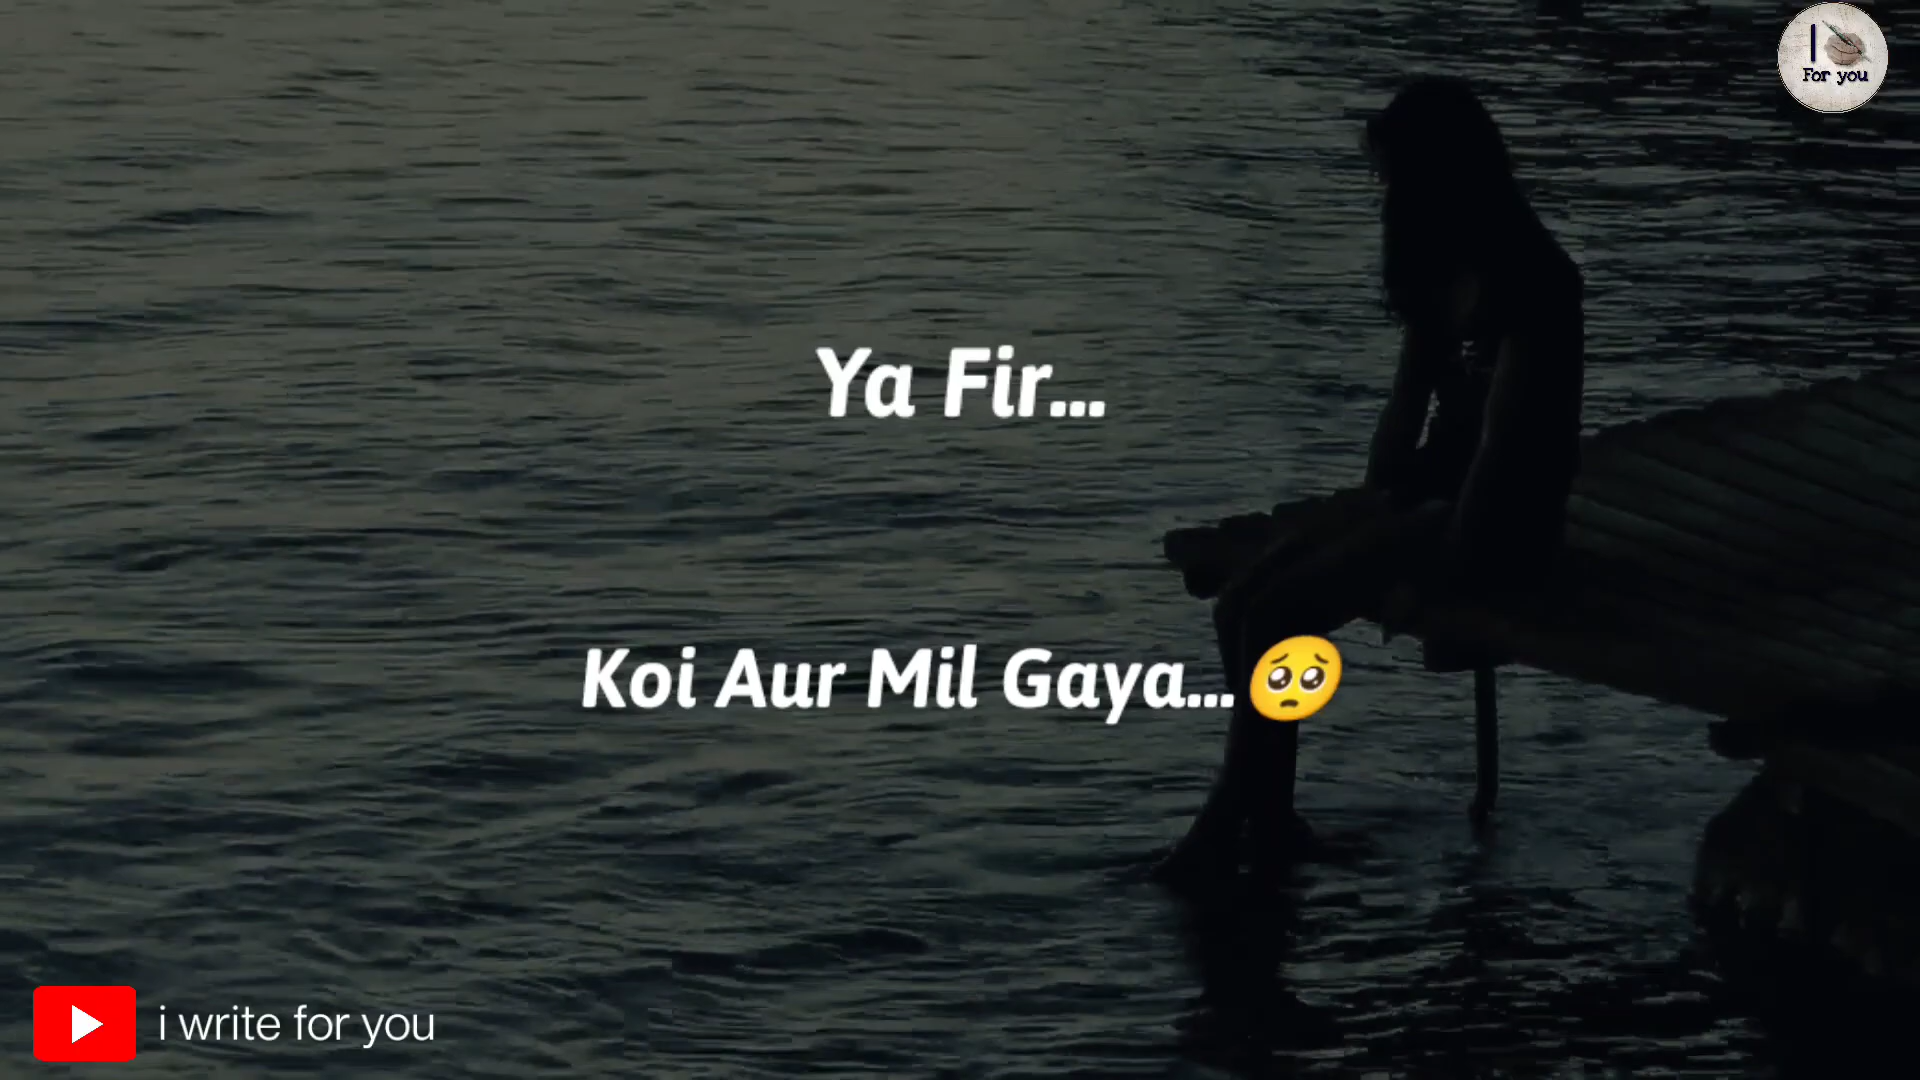 I
For you
Ya Fir...
Koi Aur Mil Gaya...🥺
i write for you